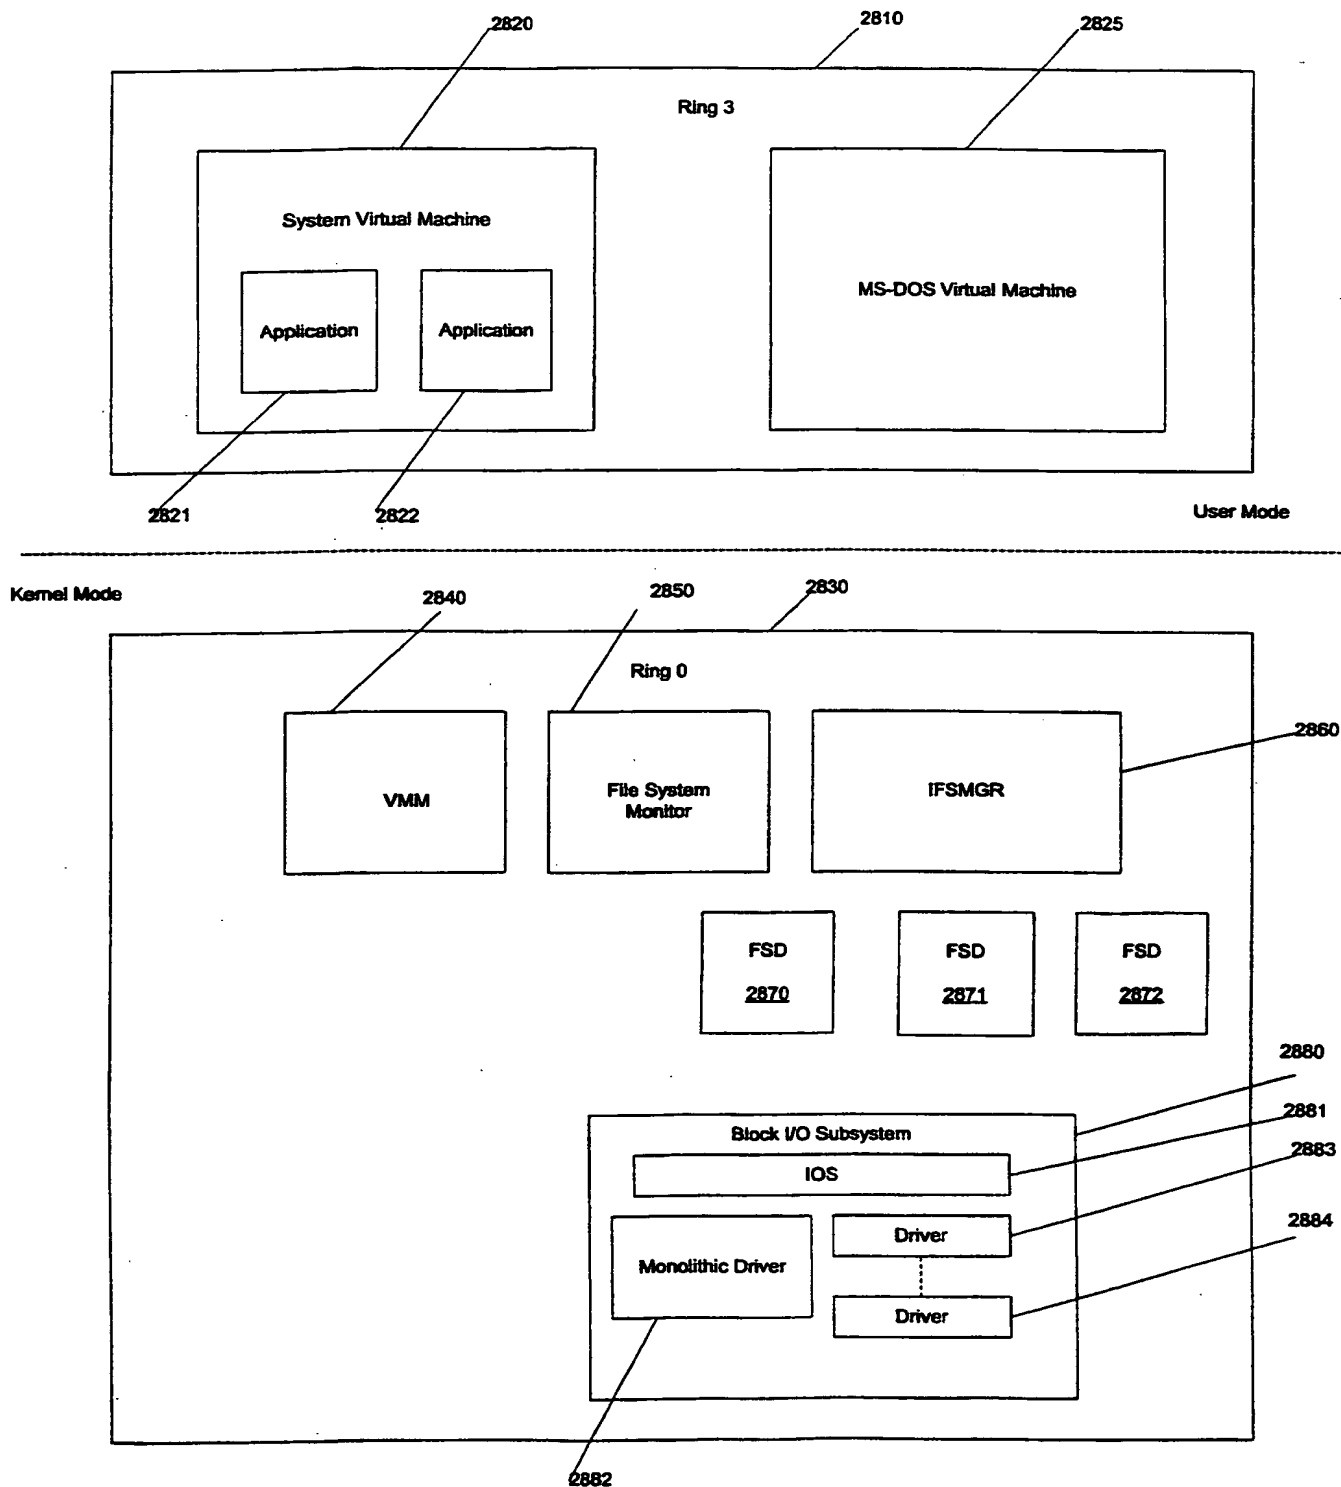 2820
2810
2825
Ring 3
System Virtual Machine
Application
Application
MS-DOS Virtual Machine
2821
2822
User Mode
Kernel Mode
2840
2850
2830
Ring 0
2860
VMM
File System
Monitor
IFSMGR
FSD
2870
FSD
2871
FSD
2872
2880
2881
Block I/O Subsystem
2883
IOS
2884
Driver
Monolithic Driver
Driver
2882